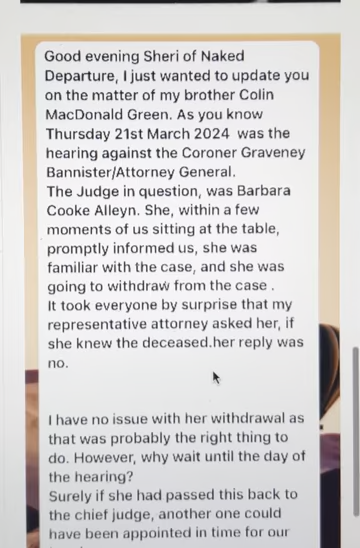 Good evening Sheri of Naked
Departure, I just wanted to update you
on the matter of my brother Colin
MacDonald Green. As you know
Thursday 21st March 2024  was the
hearing against the Coroner Graveney
Bannister/Attorney General.
The Judge in question, was Barbara
Cooke Alleyn. She, within a few
moments of us sitting at the table,
promptly informed us, she was
familiar with the case, and she was
going to withdraw from the case .
It took everyone by surprise that my
representative attorney asked her, if
she knew the deceased.her reply was
no.
I have no issue with her withdrawal as
that was probably the right thing to
do. However, why wait until the day of
the hearing?
Surely if she had passed this back to
the chief judge, another one could
have been appointed in time for our